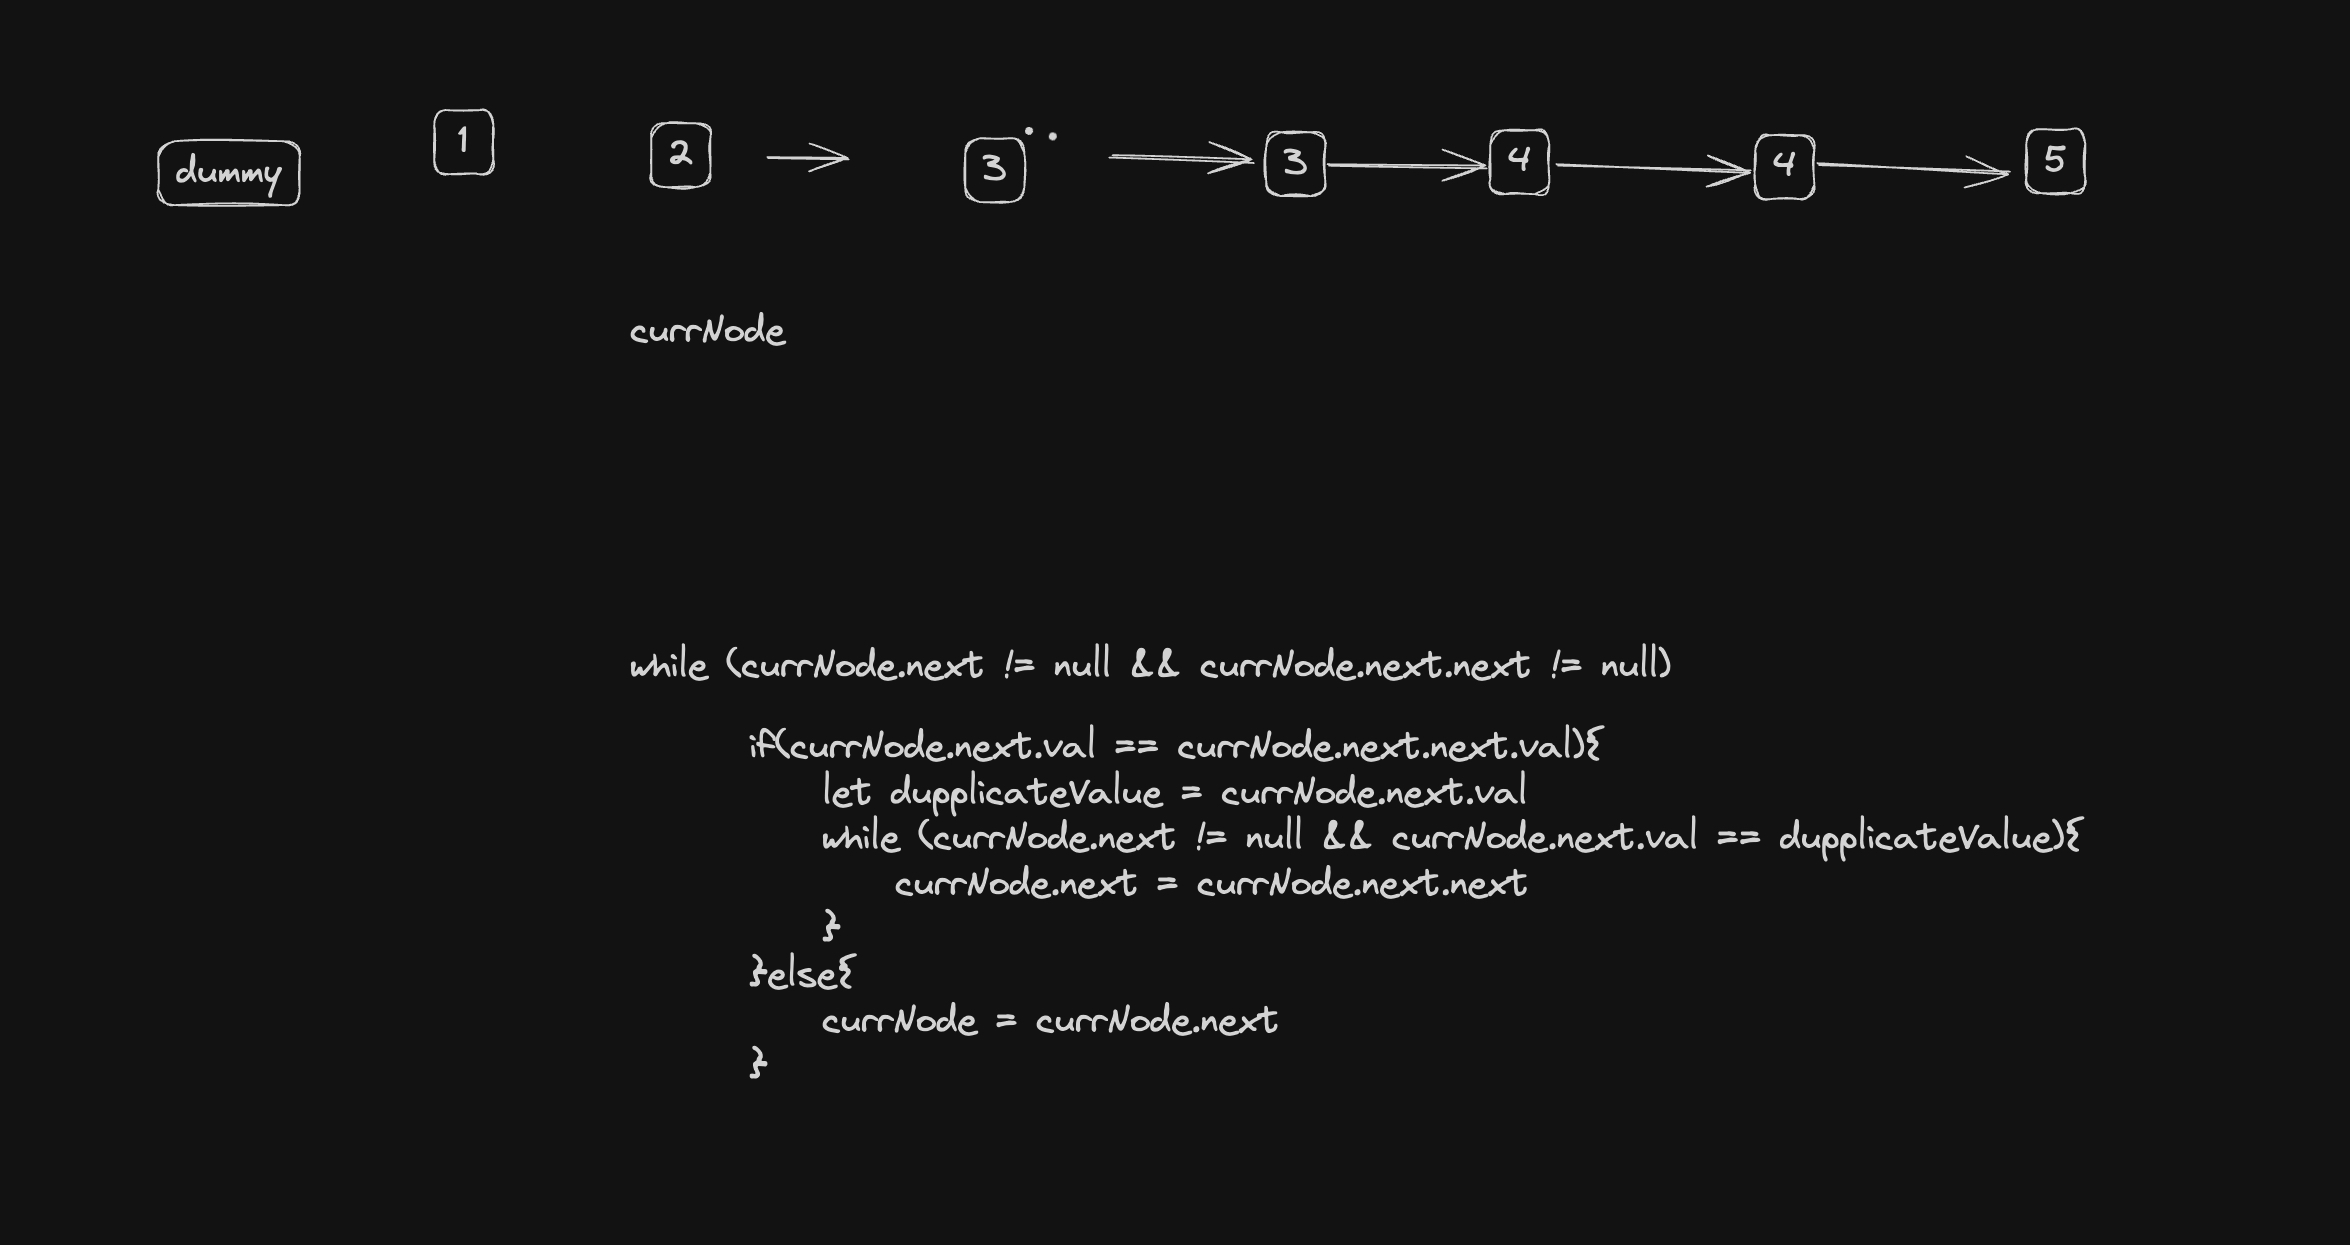 dummy 1 2 3 3 4 4 5
currNode
while (currNode.next != null && currNode.next.next != null)
if(currNode.next.val == currNode.next.next.val){
let dupplicateValue = currNode.next.val
while (currNode.next != null && currNode.next.val == dupplicateValue){
currNode.next = currNode.next.next
}
}else{
currNode = currNode.next
}